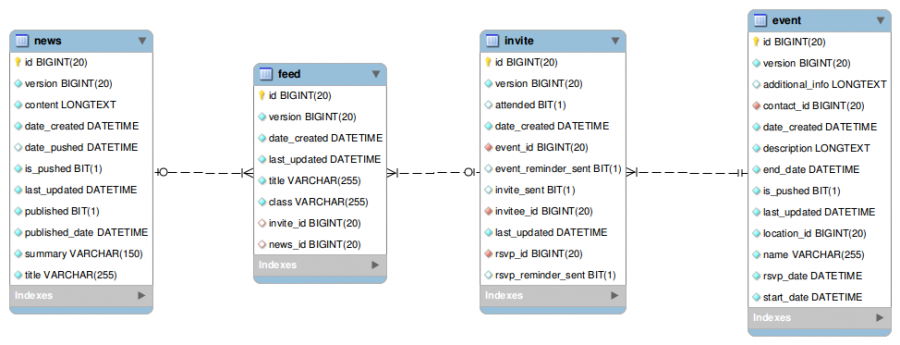 news
id BIGINT(20)
version BIGINT(20)
content LONGTEXT
date_created DATETIME
date_pushed DATETIME
is_pushed BIT(1)
last_updated DATETIME
published BIT(1)
published_date DATETIME
summary VARCHAR(150)
title VARCHAR(255)
Indexes
feed
id BIGINT(20)
version BIGINT(20)
date_created DATETIME
last_updated DATETIME
title VARCHAR(255)
class VARCHAR(255)
invite_id BIGINT(20)
news_id BIGINT(20)
Indexes
invite
id BIGINT(20)
version BIGINT(20)
attended BIT(1)
date_created DATETIME
event_id BIGINT(20)
event_reminder_sent BIT(1)
invite_sent BIT(1)
invitee_id BIGINT(20)
last_updated DATETIME
rsvp_id BIGINT(20)
rsvp_reminder_sent BIT(1)
Indexes
event
id BIGINT(20)
version BIGINT(20)
additional_info LONGTEXT
contact_id BIGINT(20)
date_created DATETIME
description LONGTEXT
end_date DATETIME
is_pushed BIT(1)
last_updated DATETIME
location_id BIGINT(20)
name VARCHAR(255)
rsvp_date DATETIME
start_date DATETIME
Indexes